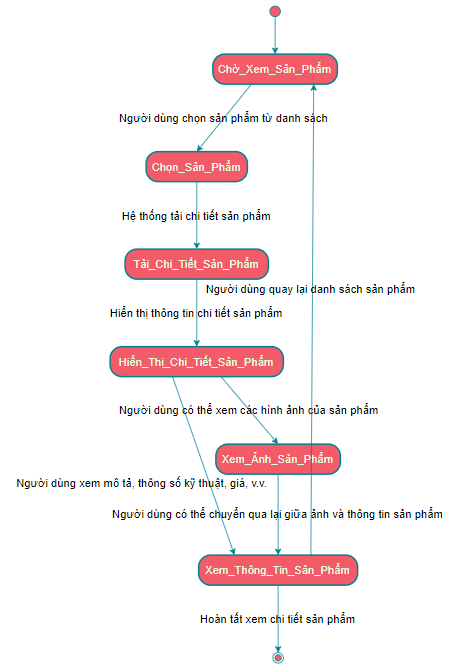 Chờ_Xem_Sản_Phẩm
Người dùng chọn sản phẩm từ danh sách
Chọn_Sản_Phẩm
Hệ thống tải chi tiết sản phẩm
Tải_Chi_Tiết_Sản_Phẩm
Người dùng quay lại danh sách sản phẩm
Hiển thị thông tin chi tiết sản phẩm
Hiển_Thị_Chi_Tiết_Sản_Phẩm
Người dùng có thể xem các hình ảnh của sản phẩm
Xem_Ảnh_Sản_Phẩm
Người dùng xem mô tả, thông số kỹ thuật, giá, v.v.
Người dùng có thể chuyển qua lại giữa ảnh và thông tin sản phẩm
Xem_Thông_Tin_Sản_Phẩm
Hoàn tất xem chi tiết sản phẩm